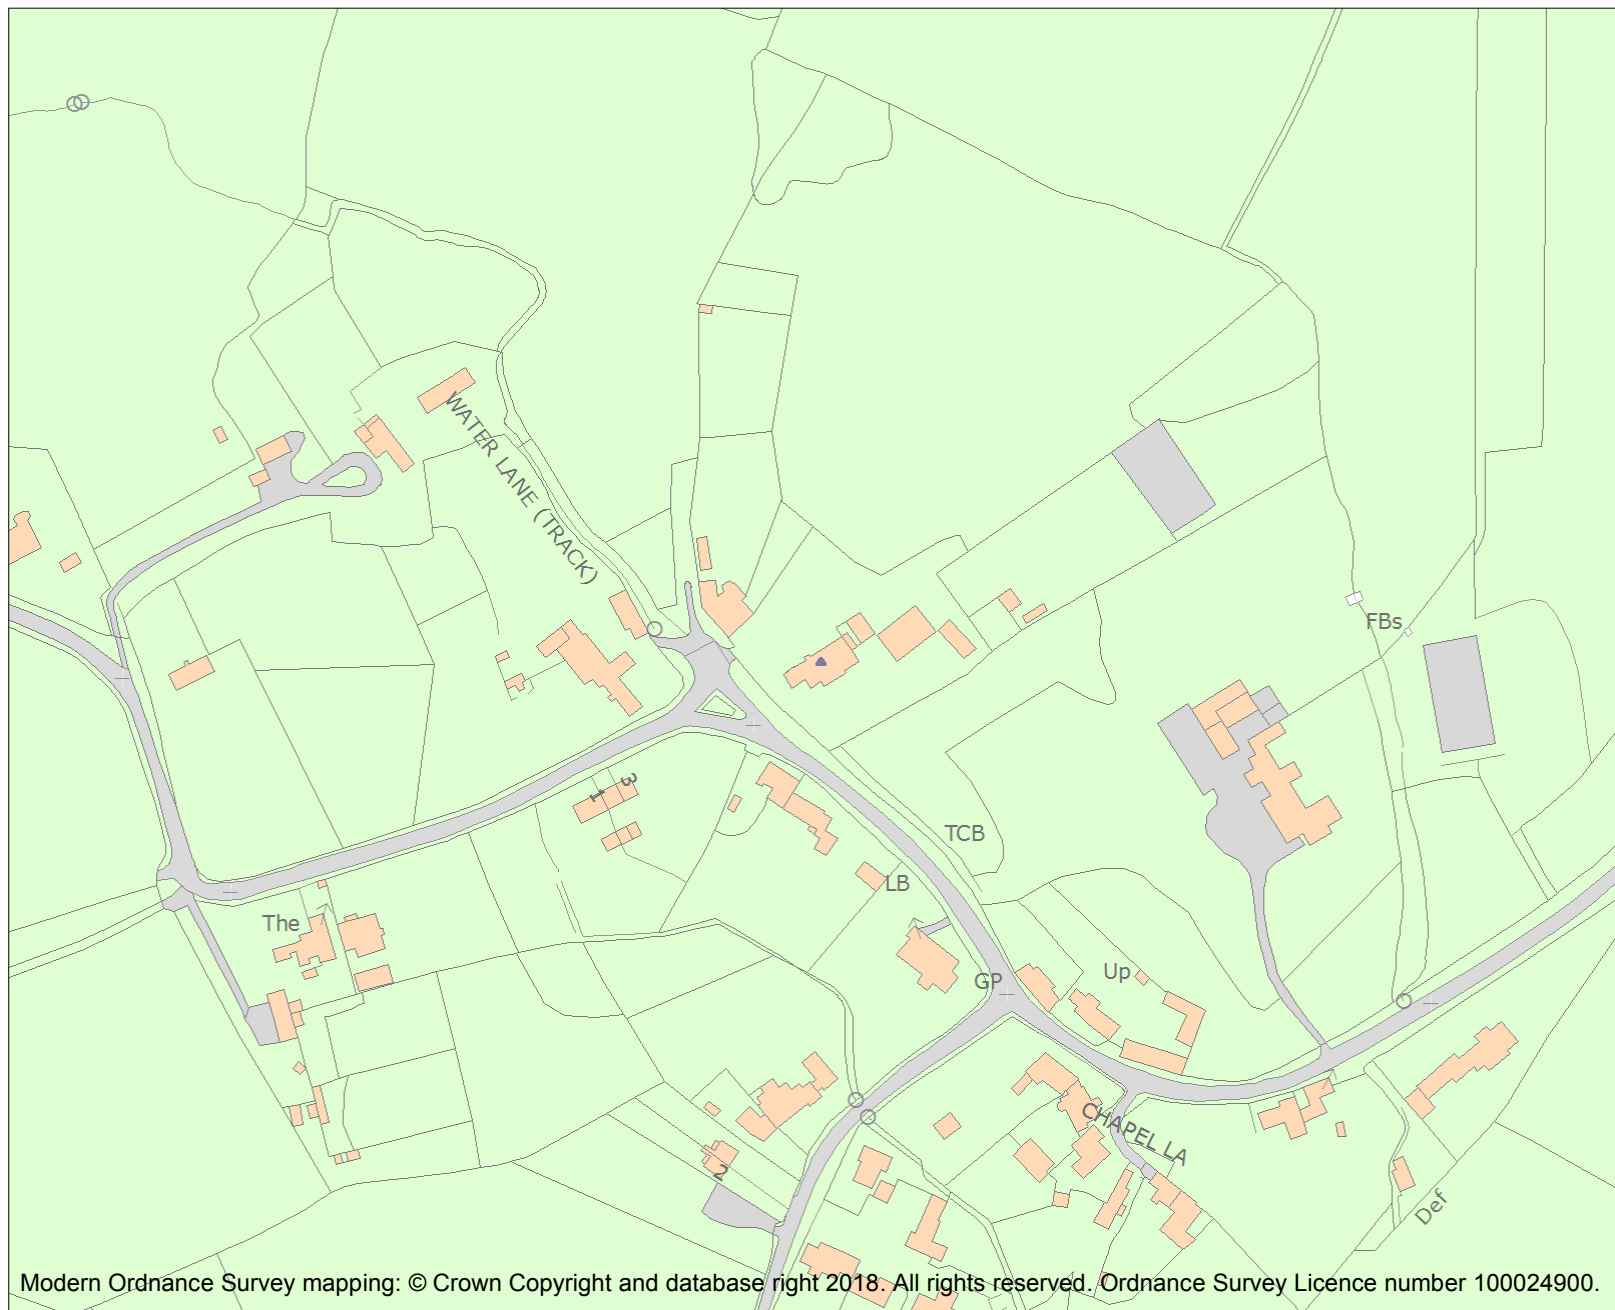 WATER LANE (TRACK)
FBs
3
1
TCB
LB
The
Up
GP
CHAPEL LA
2
Def
Modern Ordnance Survey mapping: © Crown Copyright and database right 2018. All rights reserved. Ordnance Survey Licence number 100024900.